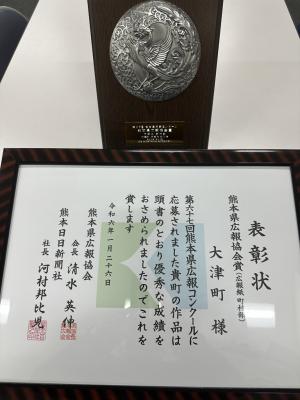 表彰状
熊本県広報協会賞（広報紙町村部）
大津町 様
第六十七回熊本県広報コンクールに
応募されました貴町の作品は
頭書のとおり優秀な成績を
おさめられましたのでこれを
賞します
令和六年一月二十六日
熊本県広報協会
会長 清水 英伸
熊本日日新聞社
社長 河村邦比児